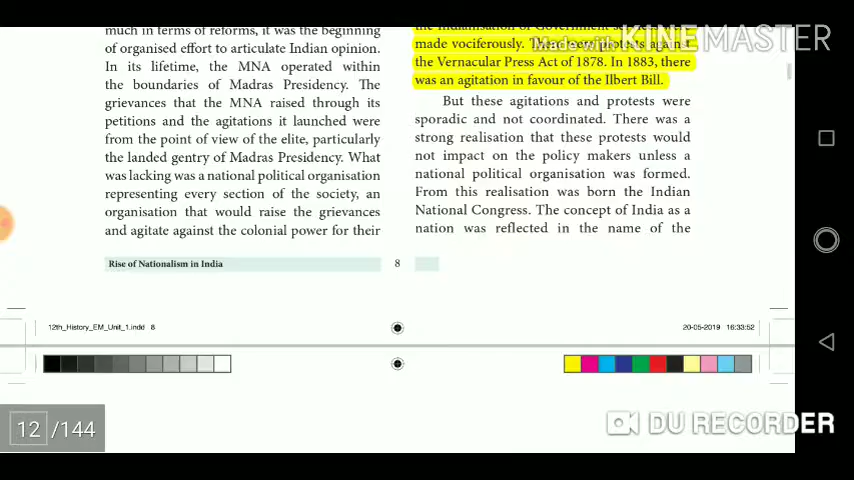 much in terms of reforms, it was the beginning
of organised effort to articulate Indian opinion.
In its lifetime, the MNA operated within
the boundaries of Madras Presidency. The
grievances that the MNA raised through its
petitions and the agitations it launched were
from the point of view of the elite, particularly
the landed gentry of Madras Presidency. What
was lacking was a national political organisation
representing every section of the society, an
organisation that would raise the grievances
and agitate against the colonial power for their
made vociferously. There were protests against
the Vernacular Press Act of 1878. In 1883, there
was an agitation in favour of the Ilbert Bill.
But these agitations and protests were
sporadic and not coordinated. There was a
strong realisation that these protests would
not impact on the policy makers unless a
national political organisation was formed.
From this realisation was born the Indian
National Congress. The concept of India as a
nation was reflected in the name of the
Rise of Nationalism in India
8
12th_History_EM_Unit_1.indd 8
20-05-2019 16:33:52
12 /144
Made with KINEMASTER
DU RECORDER